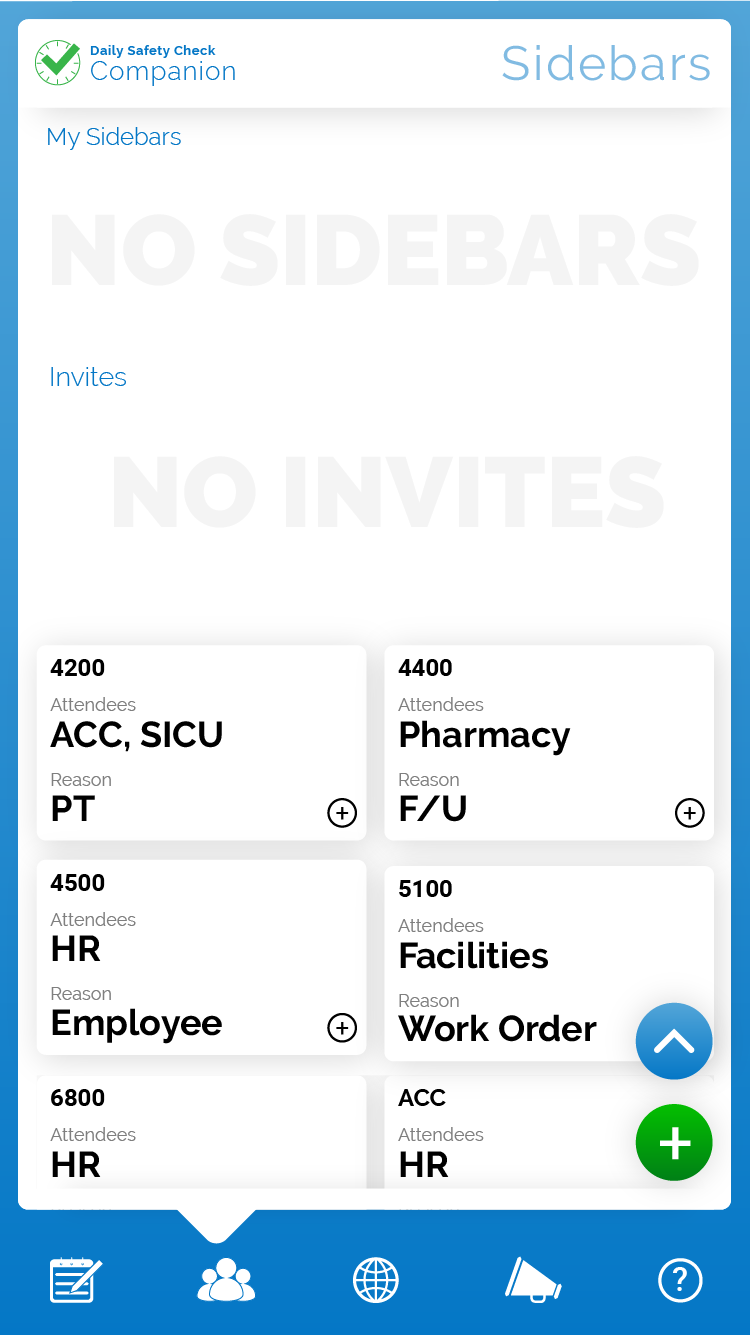 Daily Safety Check
Companion
Sidebars
My Sidebars
NO SIDEBARS
Invites
NO INVITES
4200
Attendees
ACC, SICU
Reason
PT
4400
Attendees
Pharmacy
Reason
F/U
4500
Attendees
HR
Reason
Employee
5100
Attendees
Facilities
Reason
Work Order
6800
Attendees
HR
ACC
Attendees
HR
?